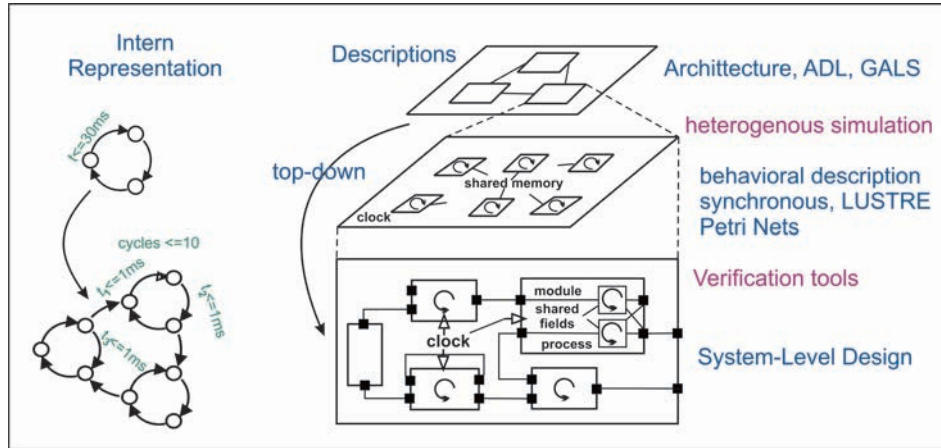 Intern
Representation
t<=30ms
cycles <=10
t1<=1ms
t2<=1ms
t3<=1ms
Descriptions
top-down
shared memory
clock
module
shared
fields
process
clock
Archittecture, ADL, GALS
heterogenous simulation
behavioral description
synchronous, LUSTRE
Petri Nets
Verification tools
System-Level Design